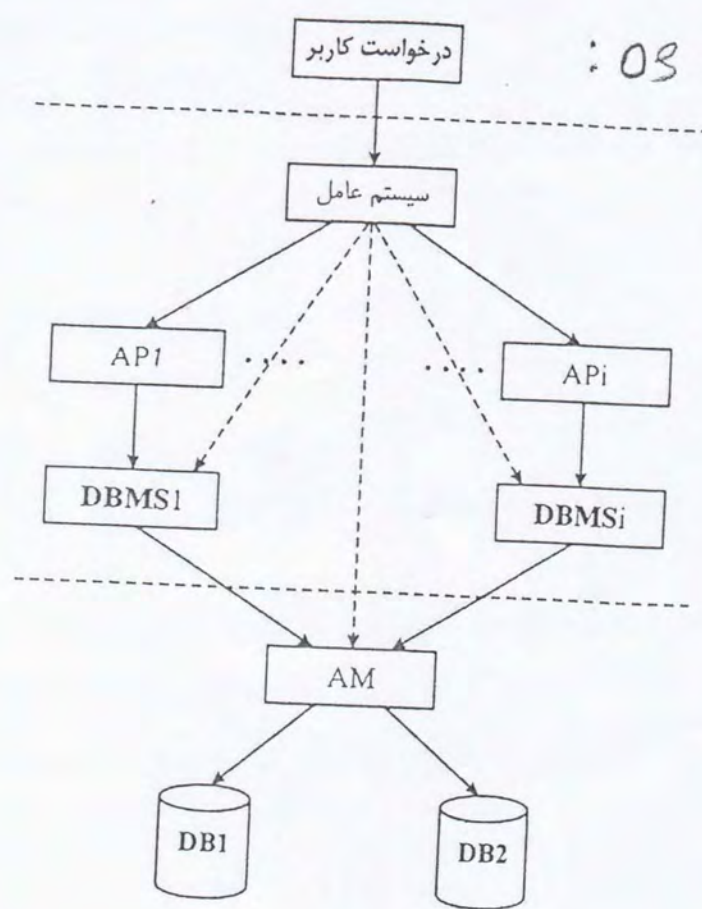 درخواست کاربر
: OS
سیستم عامل
AP1 .... .... APi
DBMS1 DBMSi
AM
DB1 DB2